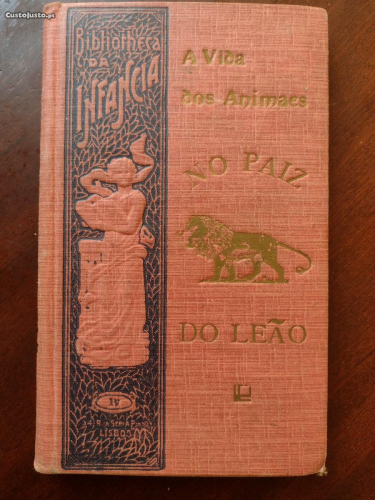 CustoJusto.pt
Bibliotheca
DA
INFANCIA
A Vida
dos Animaes
NO PAIZ
DO LEÃO
IV
LISBOA